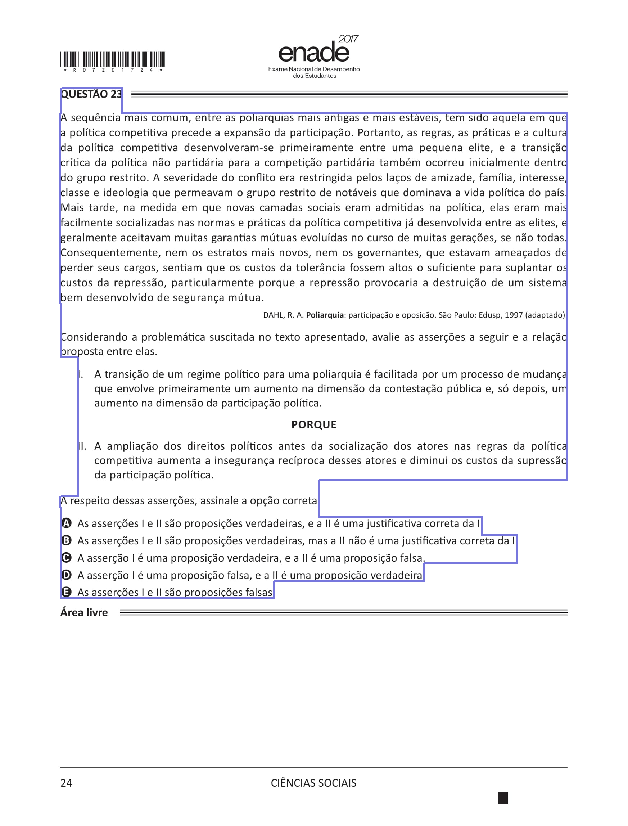 enade 2017
Exame Nacional de Desempenho
dos Estudantes
* R 0 7 2 0 1 7 2 4 *
QUESTÃO 23
A sequência mais comum, entre as poliarquias mais antigas e mais estáveis, tem sido aquela em que
a política competitiva precede a expansão da participação. Portanto, as regras, as práticas e a cultura
da política competitiva desenvolveram-se primeiramente entre uma pequena elite, e a transição
crítica da política não partidária para a competição partidária também ocorreu inicialmente dentro
do grupo restrito. A severidade do conflito era restringida pelos laços de amizade, família, interesse,
classe e ideologia que permeavam o grupo restrito de notáveis que dominava a vida política do país.
Mais tarde, na medida em que novas camadas sociais eram admitidas na política, elas eram mais
facilmente socializadas nas normas e práticas da política competitiva já desenvolvida entre as elites, e
geralmente aceitavam muitas garantias mútuas evoluídas no curso de muitas gerações, se não todas.
Consequentemente, nem os estratos mais novos, nem os governantes, que estavam ameaçados de
perder seus cargos, sentiam que os custos da tolerância fossem altos o suficiente para suplantar os
custos da repressão, particularmente porque a repressão provocaria a destruição de um sistema
bem desenvolvido de segurança mútua.
DAHL, R. A. Poliarquia: participação e oposição. São Paulo: Edusp, 1997 (adaptado).
Considerando a problemática suscitada no texto apresentado, avalie as asserções a seguir e a relação
proposta entre elas.
I. A transição de um regime político para uma poliarquia é facilitada por um processo de mudança
que envolve primeiramente um aumento na dimensão da contestação pública e, só depois, um
aumento na dimensão da participação política.
PORQUE
II. A ampliação dos direitos políticos antes da socialização dos atores nas regras da política
competitiva aumenta a insegurança recíproca desses atores e diminui os custos da supressão
da participação política.
A respeito dessas asserções, assinale a opção correta.
A As asserções I e II são proposições verdadeiras, e a II é uma justificativa correta da I.
B As asserções I e II são proposições verdadeiras, mas a II não é uma justificativa correta da I.
C A asserção I é uma proposição verdadeira, e a II é uma proposição falsa.
D A asserção I é uma proposição falsa, e a II é uma proposição verdadeira.
E As asserções I e II são proposições falsas.
Área livre
24
CIÊNCIAS SOCIAIS